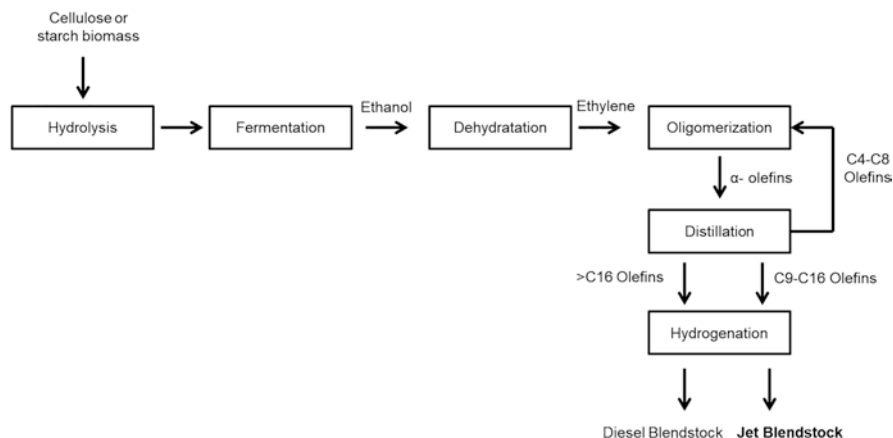 Cellulose or
starch biomass
Hydrolysis
Fermentation
Ethanol
Dehydratation
Ethylene
Oligomerization
C4-C8
Olefins
α- olefins
Distillation
>C16 Olefins
C9-C16 Olefins
Hydrogenation
Diesel Blendstock
Jet Blendstock